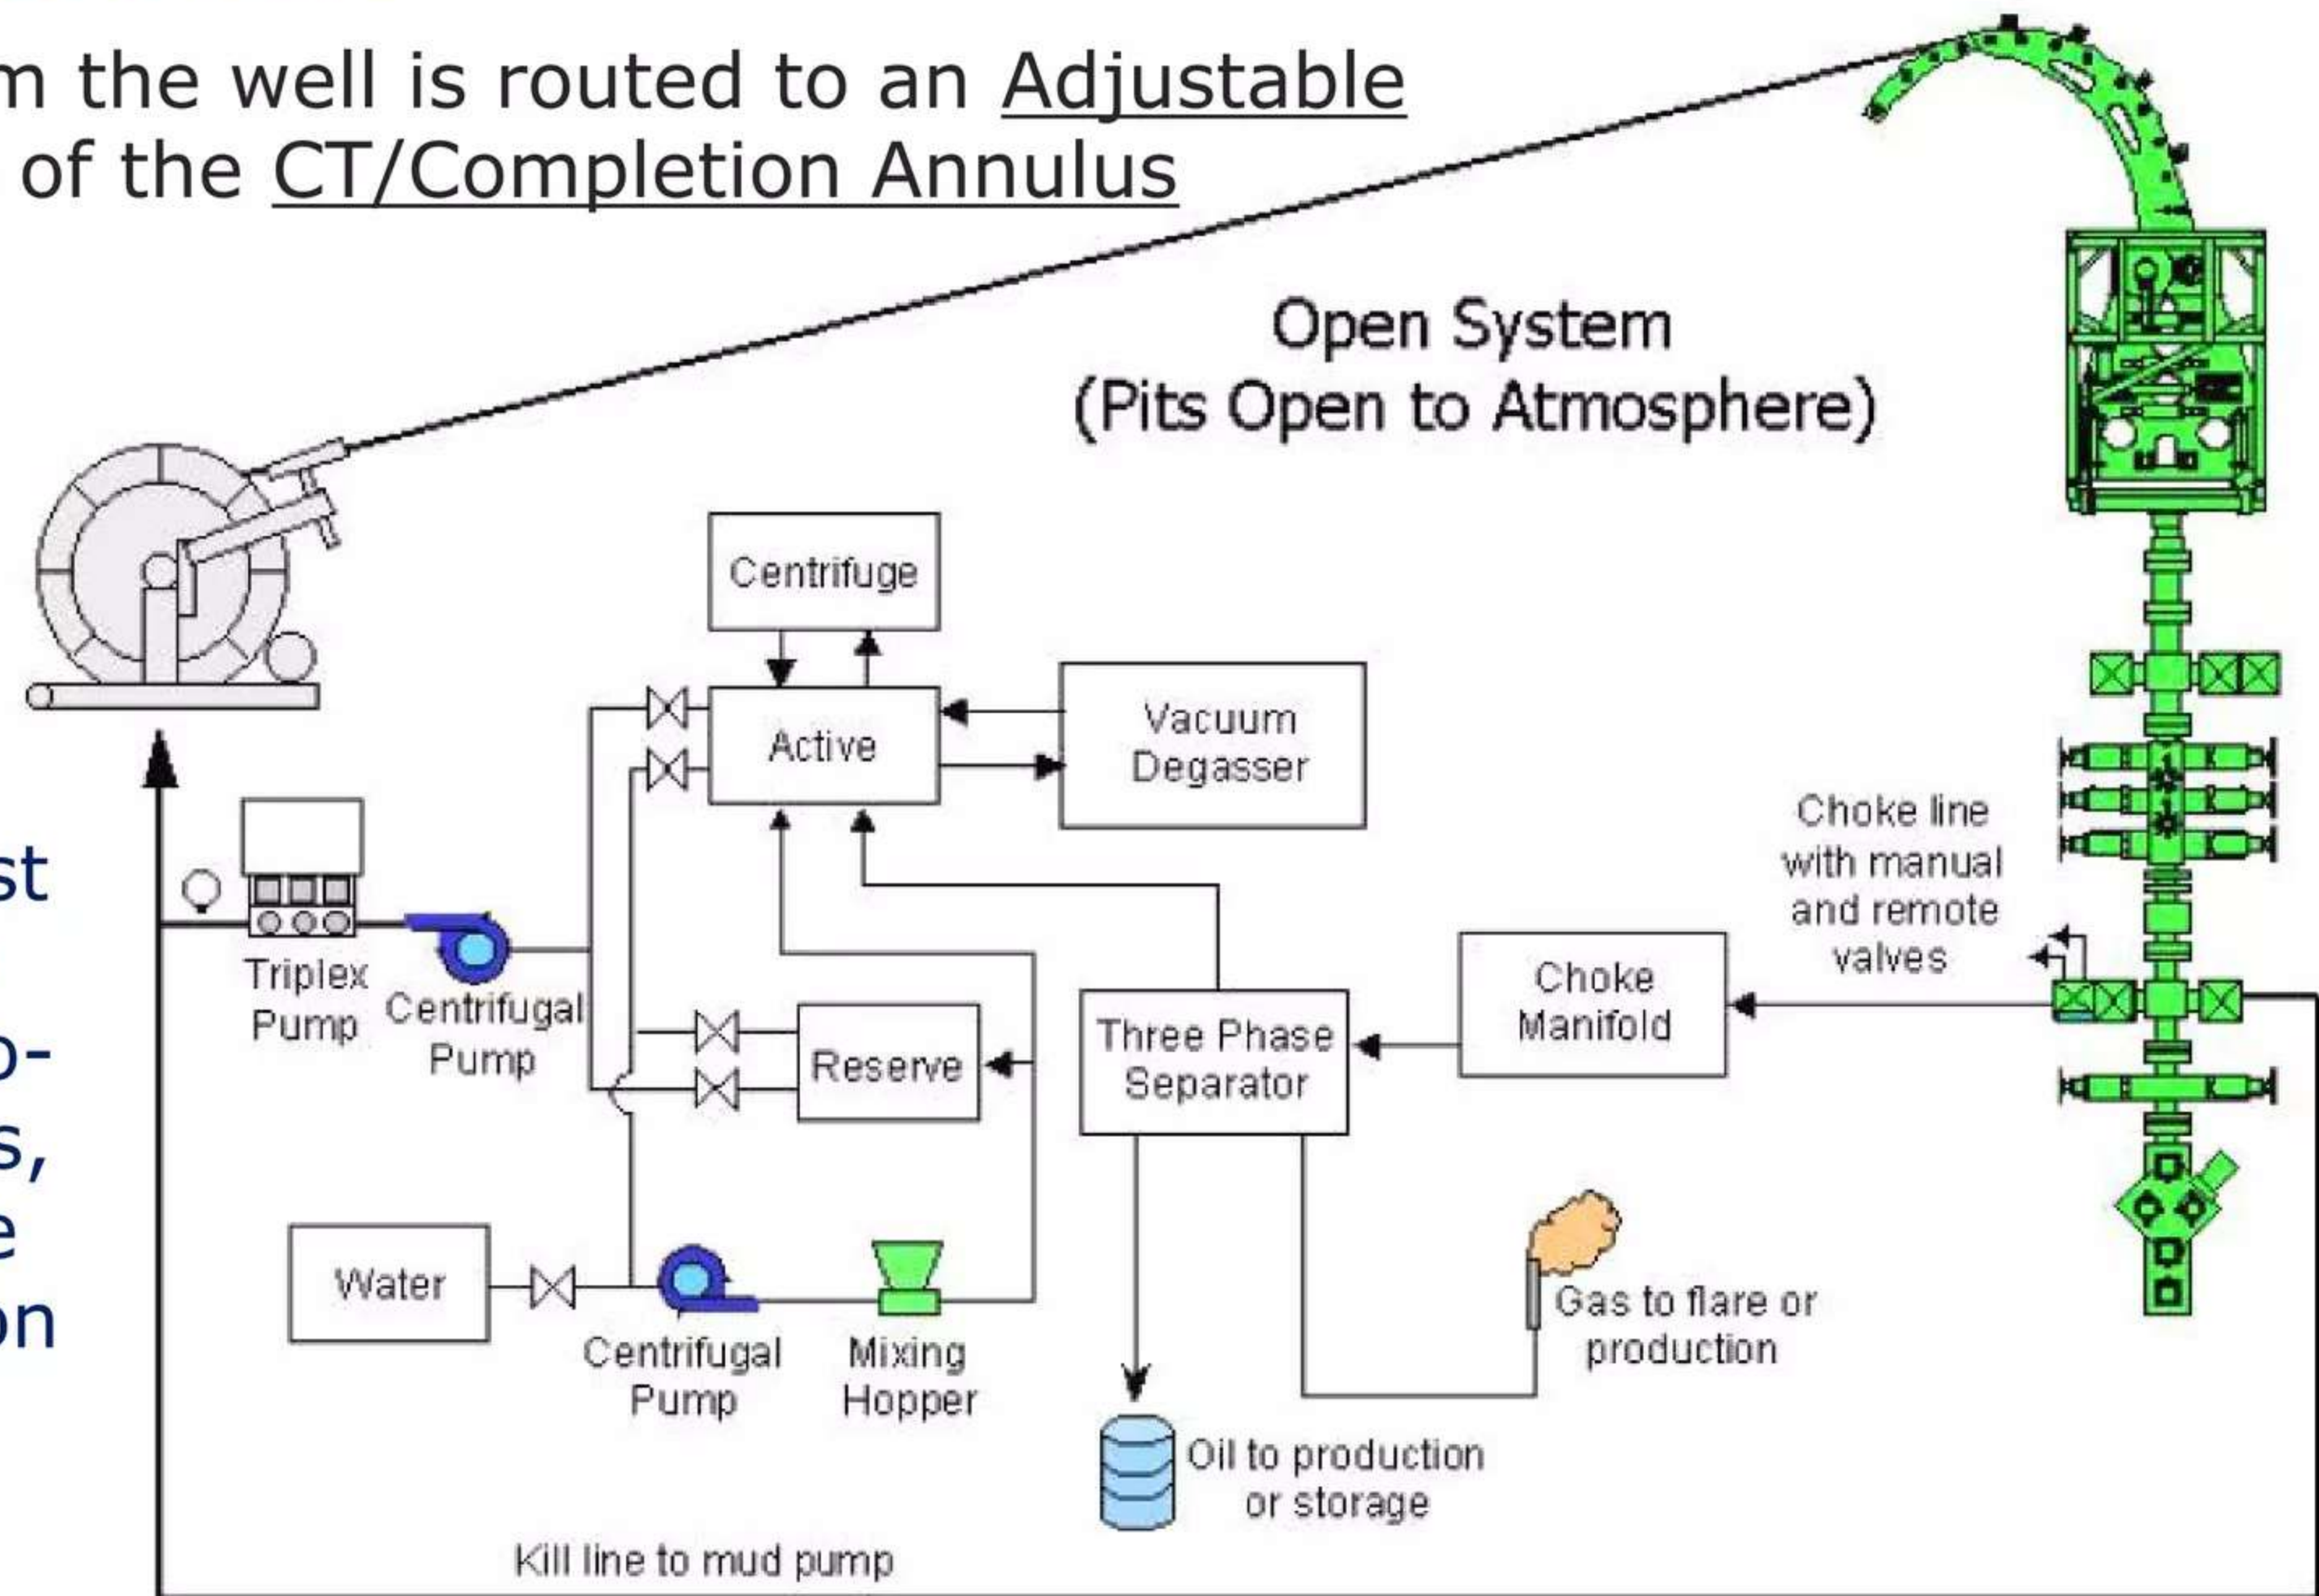 the well is routed to an Adjustable
of the CT/Completion Annulus
Open System
(Pits Open to Atmosphere)
Centrifuge
Vacuum
Degasser
Active
Choke line
with manual
and remote
valves
st
Triplex
Pump
Centrifugal
Pump
Choke
Manifold
Three Phase
Separator
Reserve
o-
s,
e
on
Water
Gas to flare or
production
Centrifugal
Pump
Mixing
Hopper
Oil to production
or storage
Kill line to mud pump